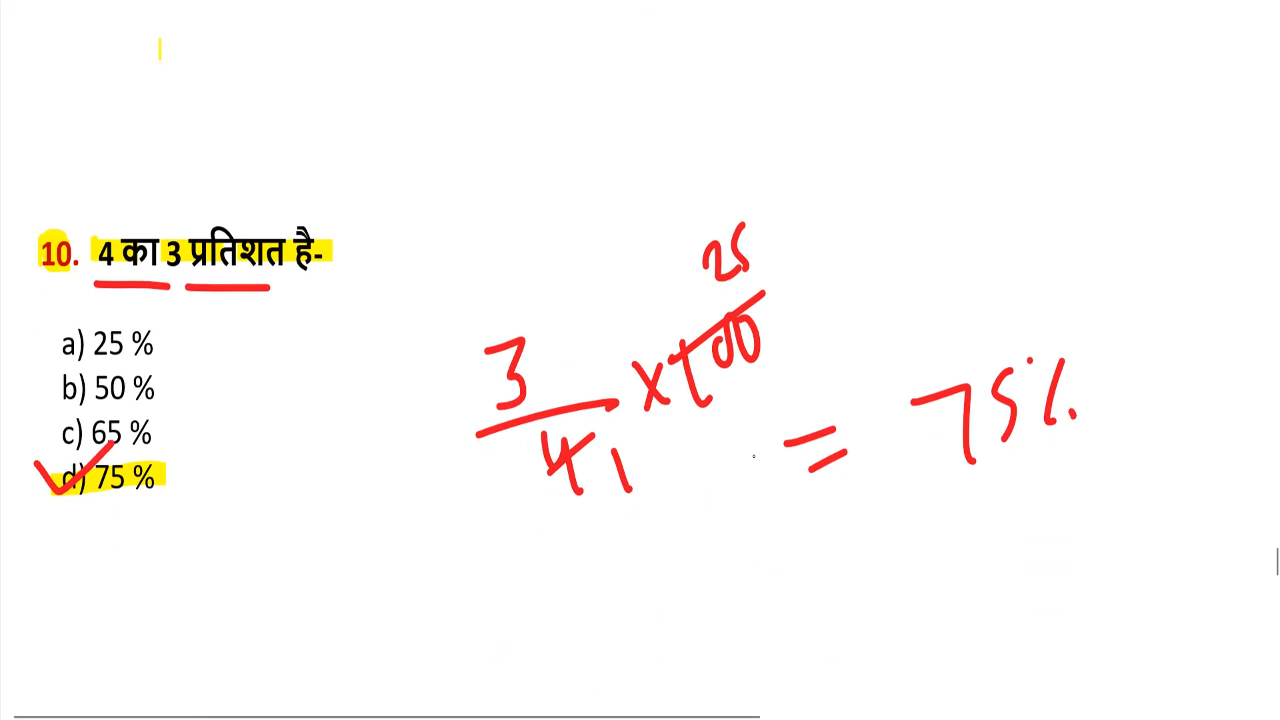 10. 4 का 3 प्रतिशत है-
a) 25 %
b) 50 %
c) 65 %
d) 75 %
25
3
x 100
4 1
= 75%